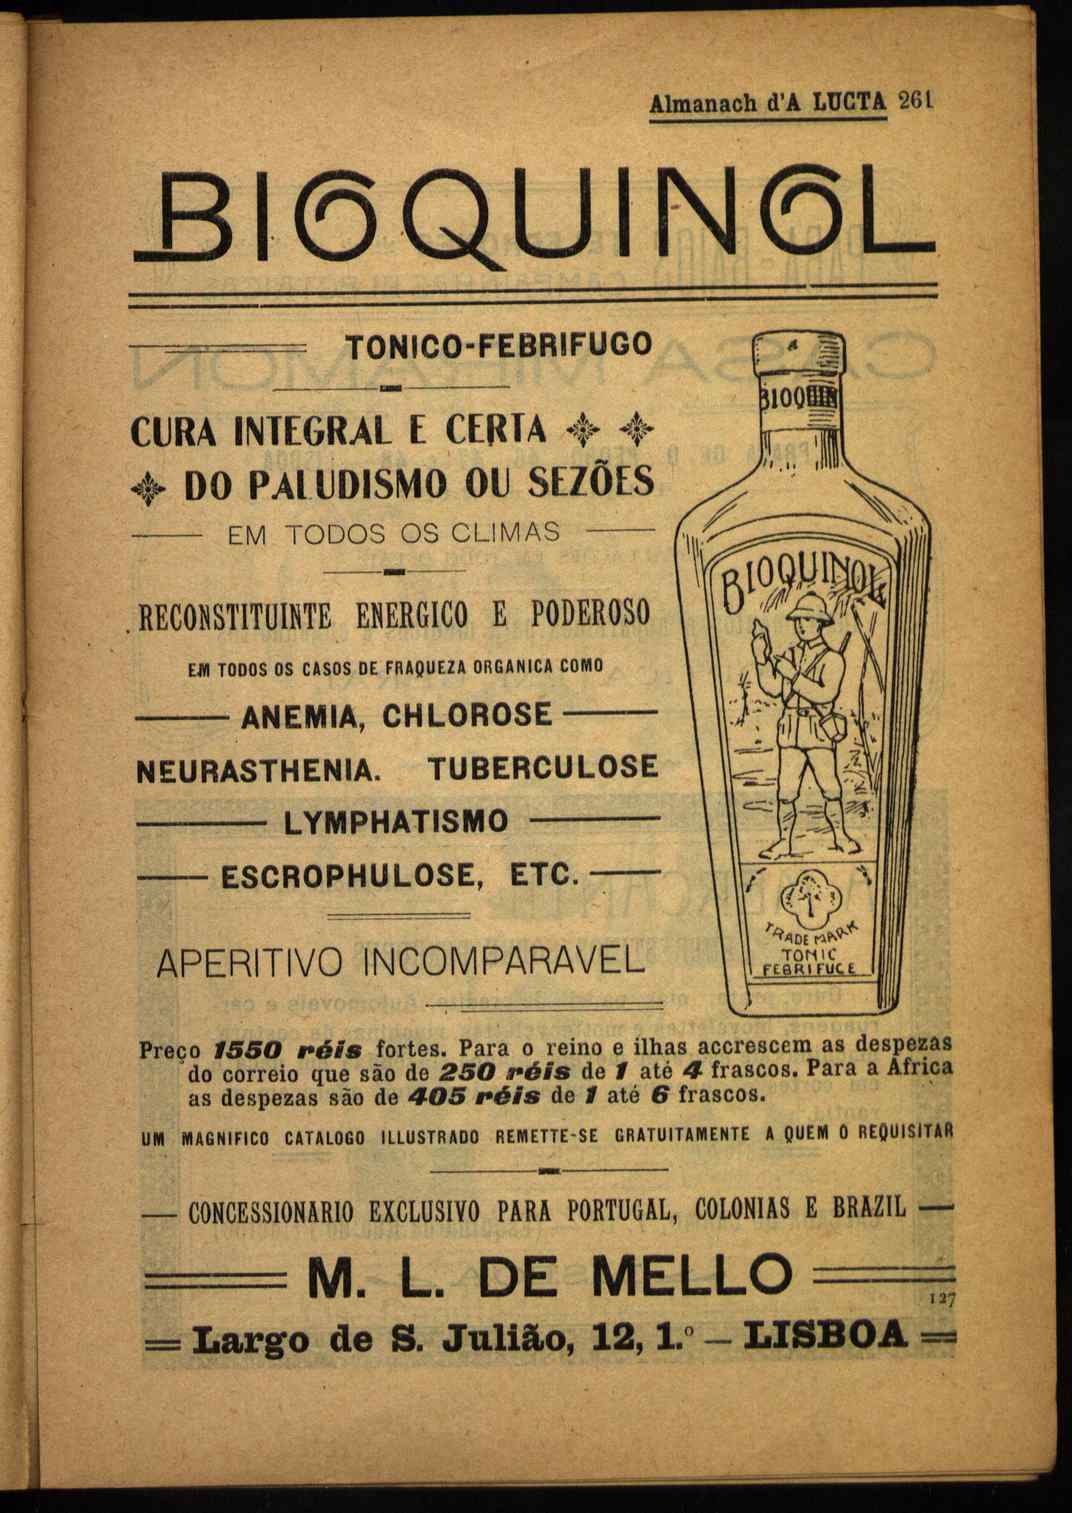 Almanach d'A LUCTA 261
BIOQUINOL
TONICO-FEBRIFUGO
CURA INTEGRAL E CERTA
DO PALUDISMO OU SEZÕES
EM TODOS OS CLIMAS
RECONSTITUINTE ENERGICO E PODEROSO
EM TODOS OS CASOS DE FRAQUEZA ORGANICA COMO
ANEMIA, CHLOROSE
NEURASTHENIA. TUBERCULOSE
LYMPHATISMO
ESCROPHULOSE, ETC.
APERITIVO INCOMPARAVEL
BIOQUIN
BIOQUINOL
TRADE MARK
TONIC
FEBRIFUCE
Preço 1550 réis fortes. Para o reino e ilhas accrescem as despezas
do correio que são de 250 réis de 1 até 4 frascos. Para a Africa
as despezas são de 405 réis de 1 até 6 frascos.
UM MAGNIFICO CATALOGO ILLUSTRADO REMETTE-SE GRATUITAMENTE A QUEM O REQUISITAR
CONCESSIONARIO EXCLUSIVO PARA PORTUGAL, COLONIAS E BRAZIL
M. L. DE MELLO
127
Largo de S. Julião, 12, 1.º — LISBOA